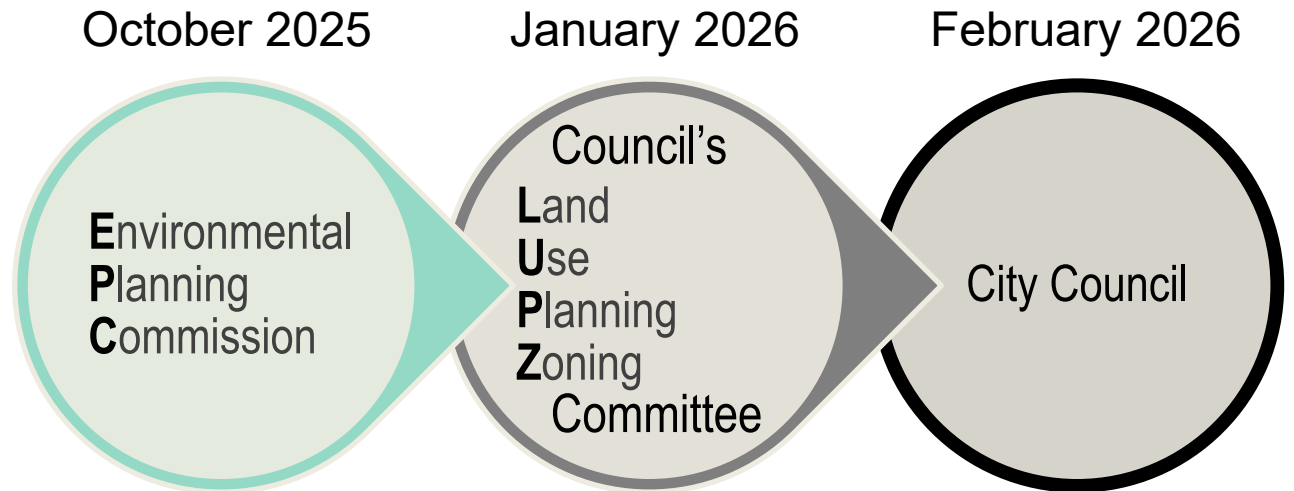 October 2025
January 2026
February 2026
Environmental
Planning
Commission
Council’s
Land
Use
Planning
Zoning
Committee
City Council